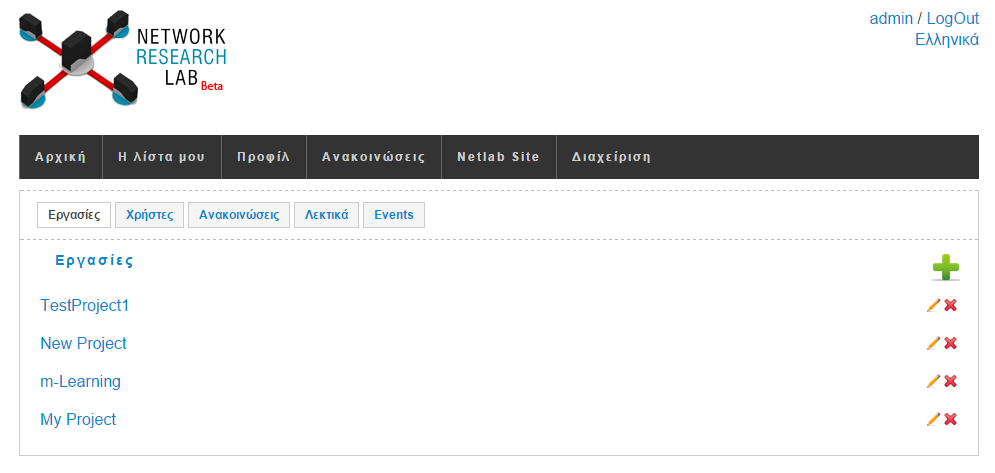 NETWORK
RESEARCH
LAB Beta
admin / LogOut
Ελληνικά
Αρχική Η λίστα μου Προφίλ Ανακοινώσεις Netlab Site Διαχείριση
Εργασίες Χρήστες Ανακοινώσεις Λεκτικά Events
Εργασίες
TestProject1
New Project
m-Learning
My Project